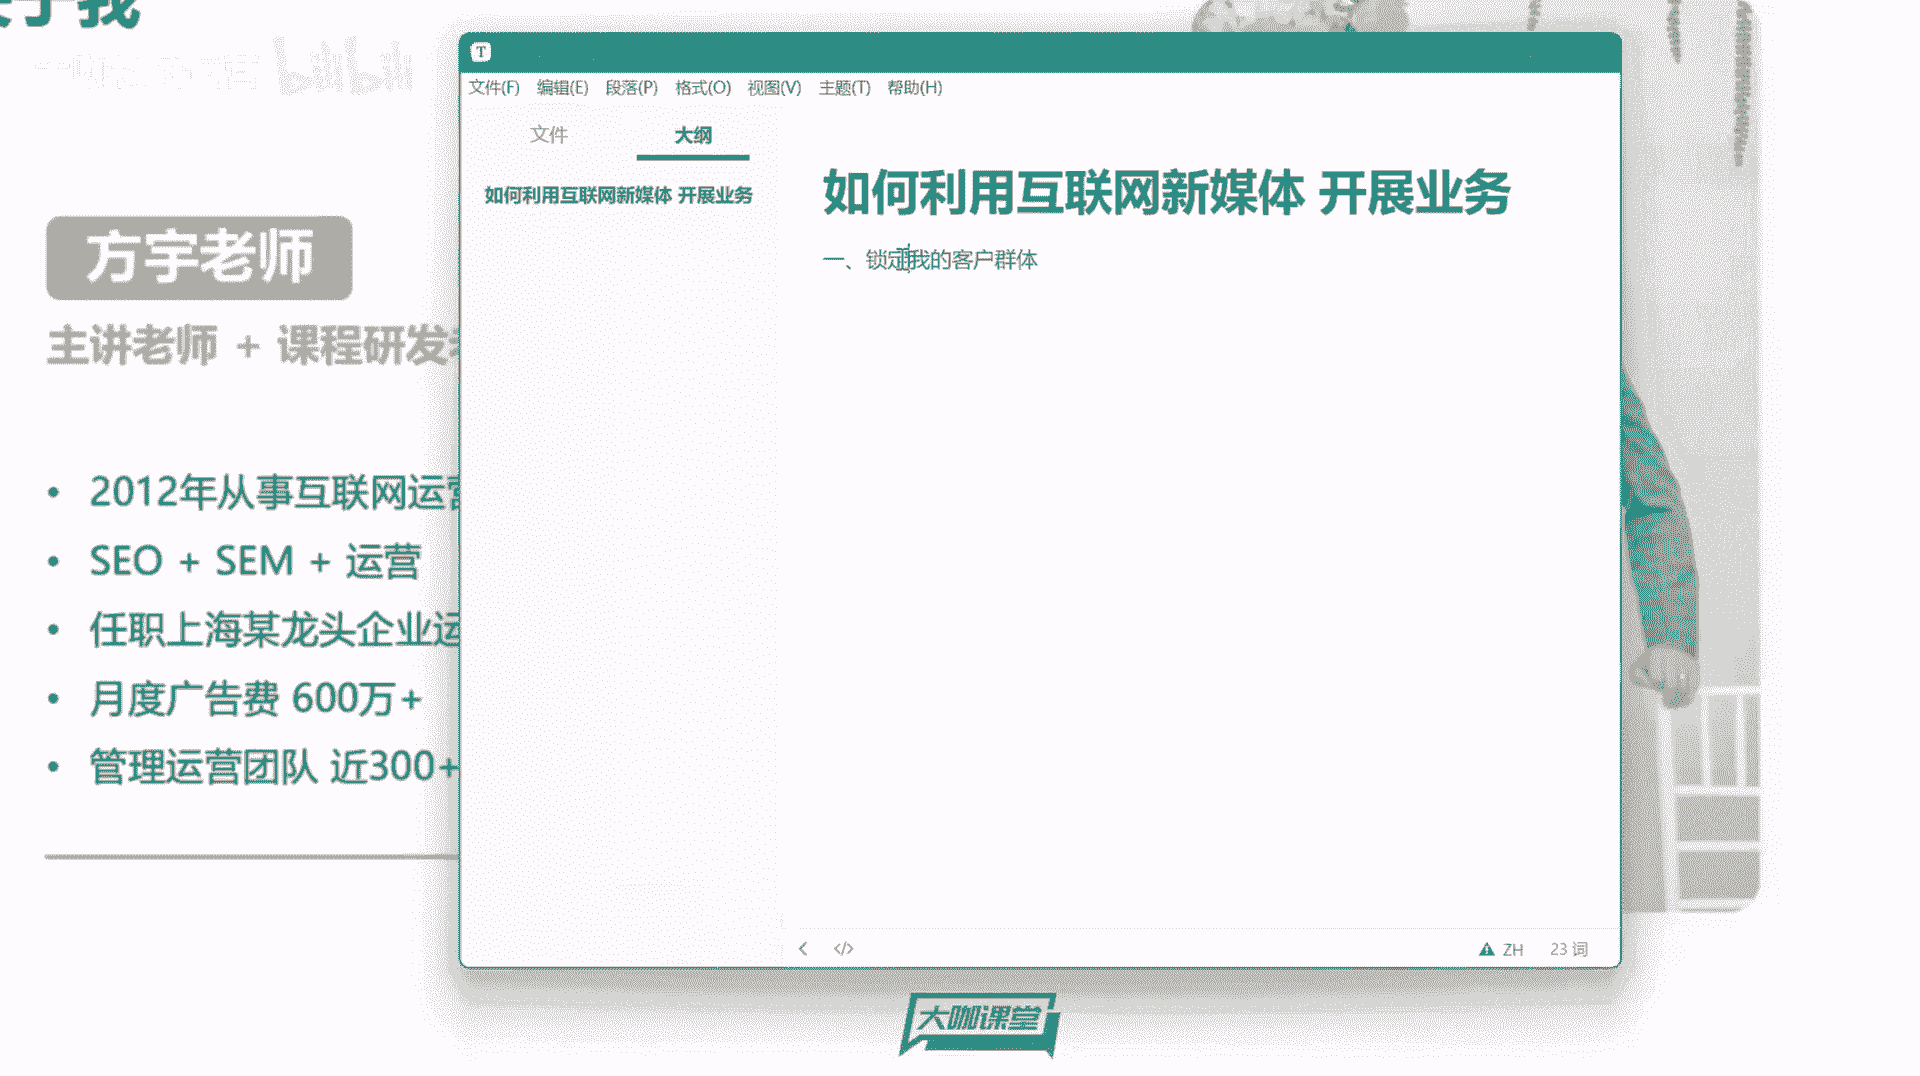 于我
bilibili
方宇老师
主讲老师 + 课程研发
2012年从事互联网运营
SEO + SEM + 运营
任职上海某龙头企业运
月度广告费 600万+
管理运营团队 近300+
T
文件(F) 编辑(E) 段落(P) 格式(O) 视图(V) 主题(T) 帮助(H)
文件 大纲
如何利用互联网新媒体 开展业务
如何利用互联网新媒体 开展业务
一、锁定我的客户群体
</> ZH 23 词
大咖课堂